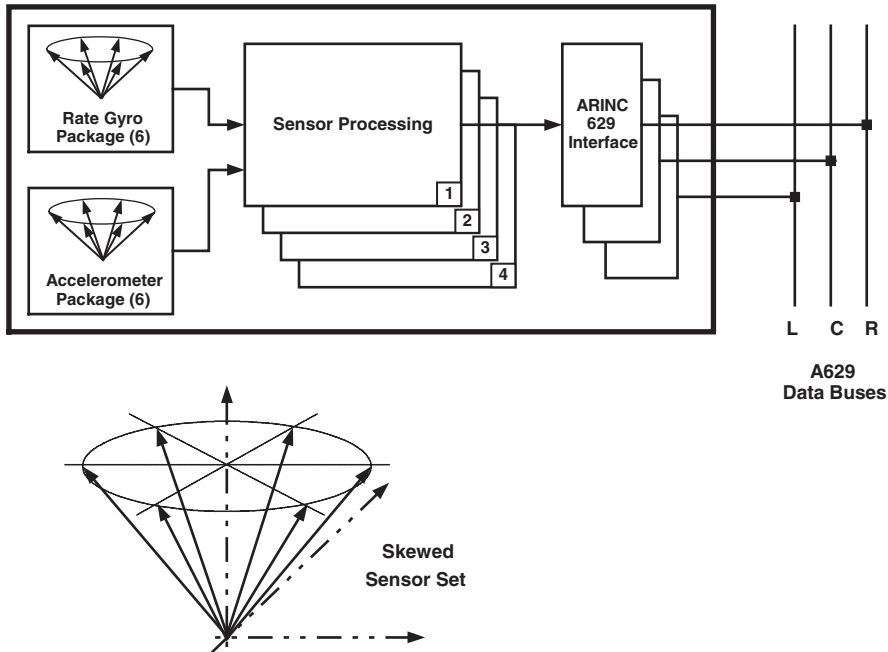 Rate Gyro
Package (6)
Accelerometer
Package (6)
Sensor Processing
1
2
3
4
ARINC
629
Interface
L C R
A629
Data Buses
Skewed
Sensor Set